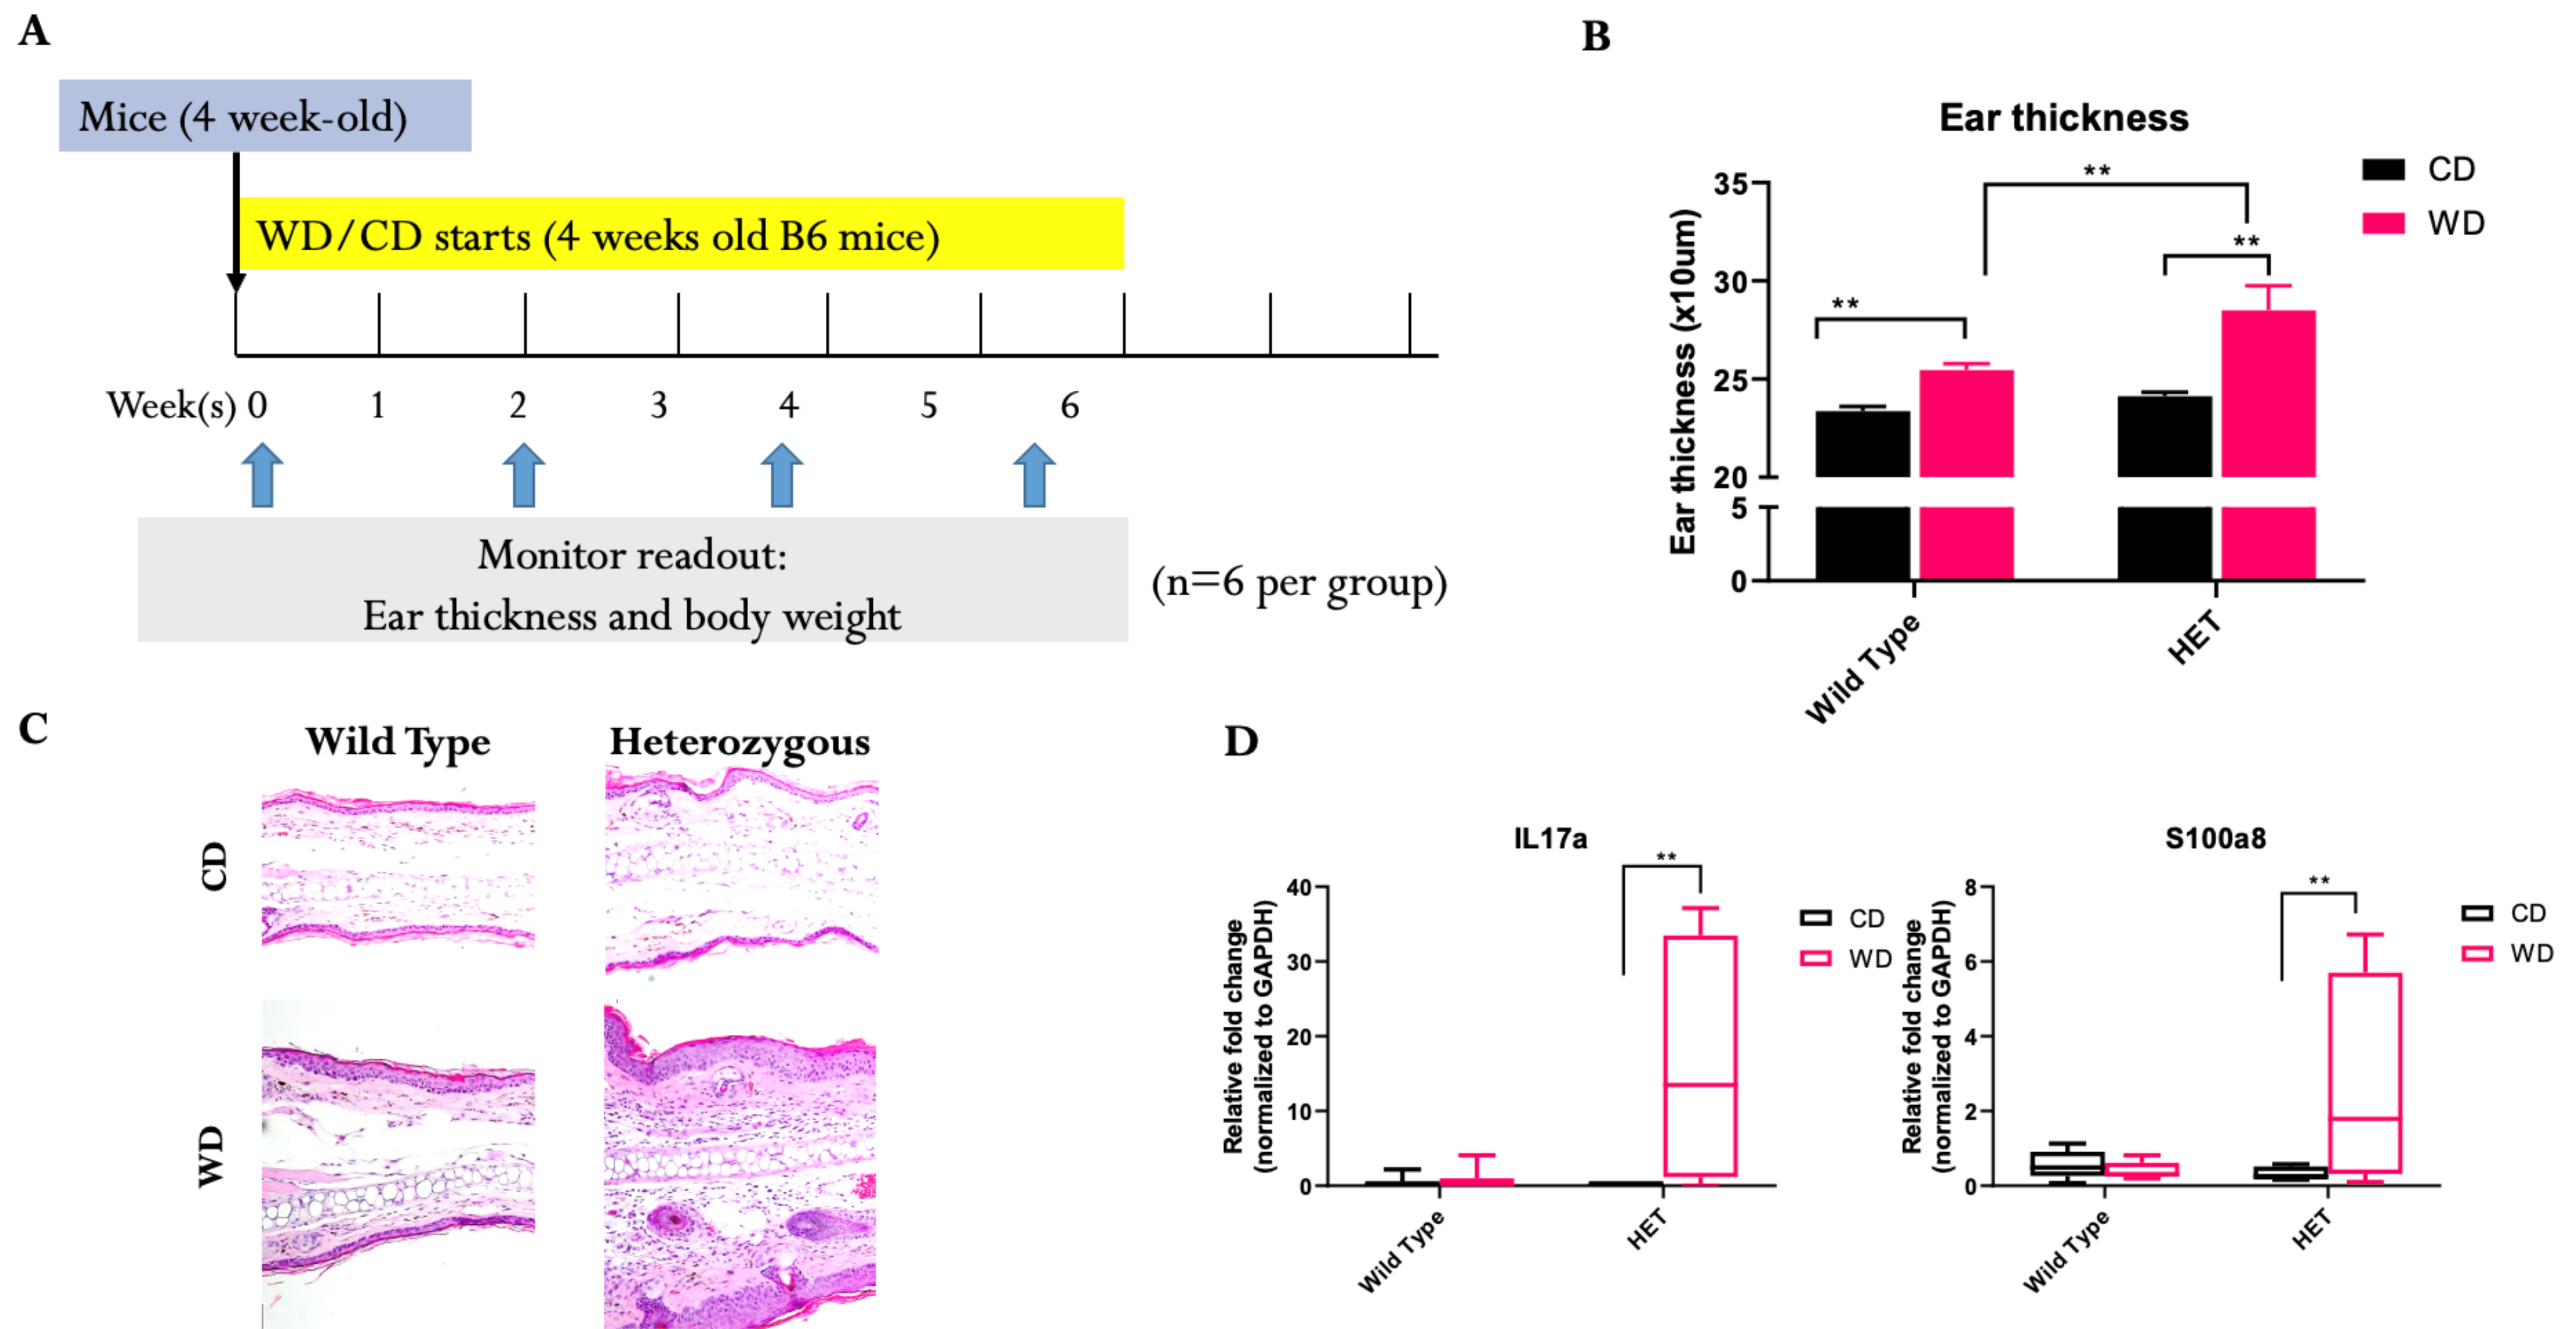 A
Mice (4 week-old)
WD/CD starts (4 weeks old B6 mice)
Week(s) 0 1 2 3 4 5 6
Monitor readout:
Ear thickness and body weight
(n=6 per group)
B
Ear thickness
**
**
**
CD
WD
Ear thickness (x10um)
35
30
25
20
5
0
Wild Type
HET
C
Wild Type Heterozygous
CD
WD
D
IL17a
**
CD
WD
Relative fold change
(normalized to GAPDH)
40
30
20
10
0
Wild Type
HET
S100a8
**
CD
WD
Relative fold change
(normalized to GAPDH)
8
6
4
2
0
Wild Type
HET